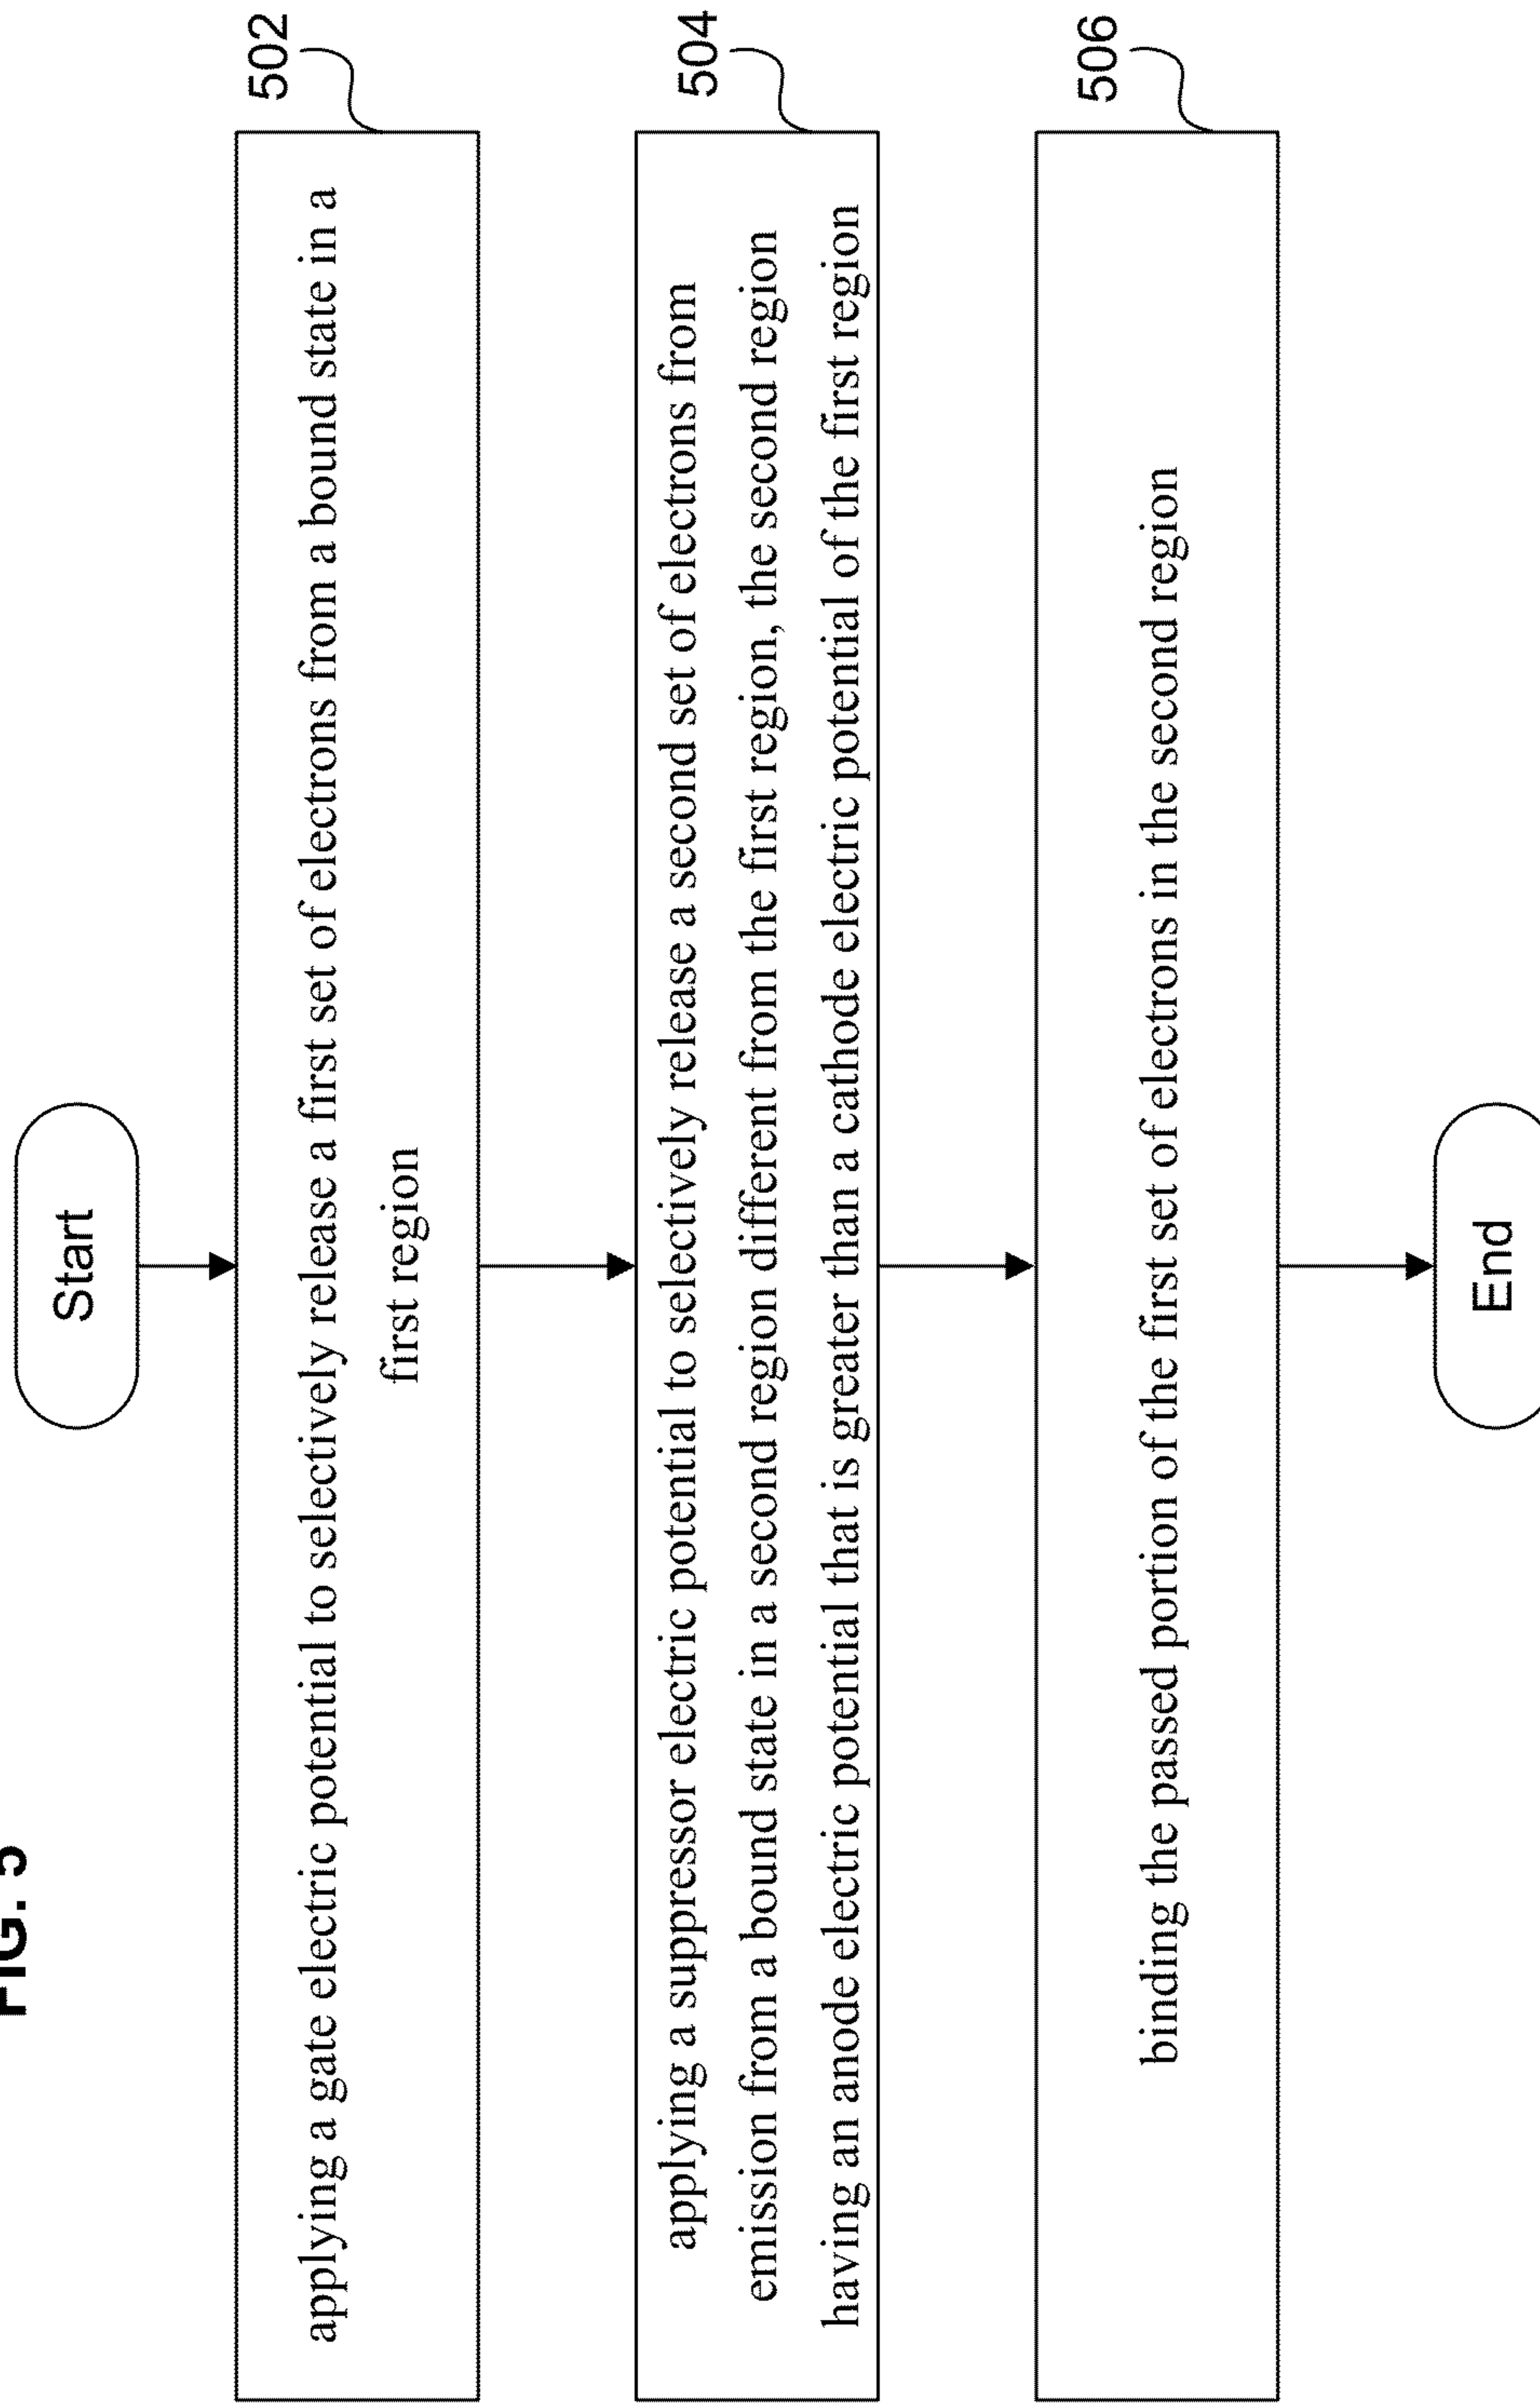 FIG. 5
Start
502
applying a gate electric potential to selectively release a first set of electrons from a bound state in a
first region
504
applying a suppressor electric potential to selectively release a second set of electrons from
emission from a bound state in a second region different from the first region, the second region
having an anode electric potential that is greater than a cathode electric potential of the first region
506
binding the passed portion of the first set of electrons in the second region
End